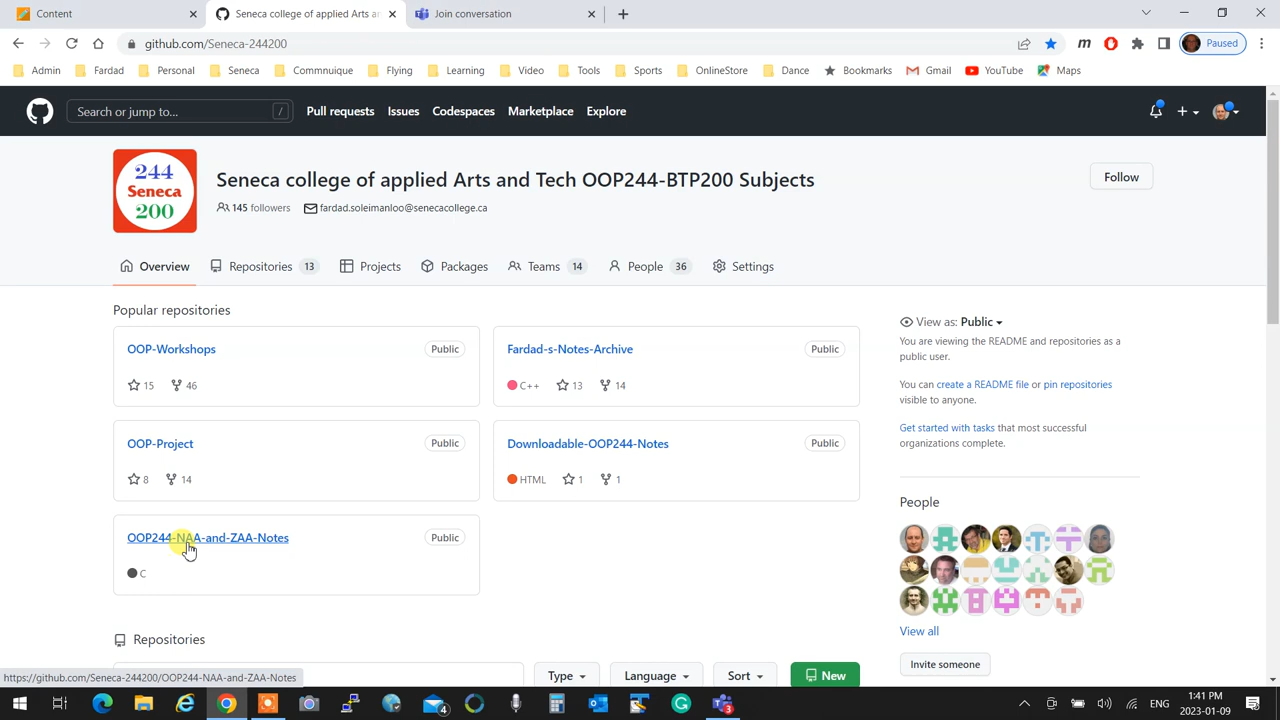 Content
Seneca college of applied Arts an
Join conversation
github.com/Seneca-244200
Paused
Admin
Fardad
Personal
Seneca
Commnuique
Flying
Learning
Video
Tools
Sports
OnlineStore
Dance
Bookmarks
Gmail
YouTube
Maps
Search or jump to...
/
Pull requests
Issues
Codespaces
Marketplace
Explore
244
Seneca
200
Seneca college of applied Arts and Tech OOP244-BTP200 Subjects
Follow
145 followers
fardad.soleimanloo@senecacollege.ca
Overview
Repositories 13
Projects
Packages
Teams 14
People 36
Settings
Popular repositories
OOP-Workshops
Public
15
46
Fardad-s-Notes-Archive
Public
C++
13
14
OOP-Project
Public
8
14
Downloadable-OOP244-Notes
Public
HTML
1
1
OOP244-NAA-and-ZAA-Notes
Public
C
View as: Public
You are viewing the README and repositories as a
public user.
You can create a README file or pin repositories
visible to anyone.
Get started with tasks that most successful
organizations complete.
People
View all
Invite someone
Repositories
Type
Language
Sort
New
https://github.com/Seneca-244200/OOP244-NAA-and-ZAA-Notes
4
3
ENG
1:41 PM
2023-01-09